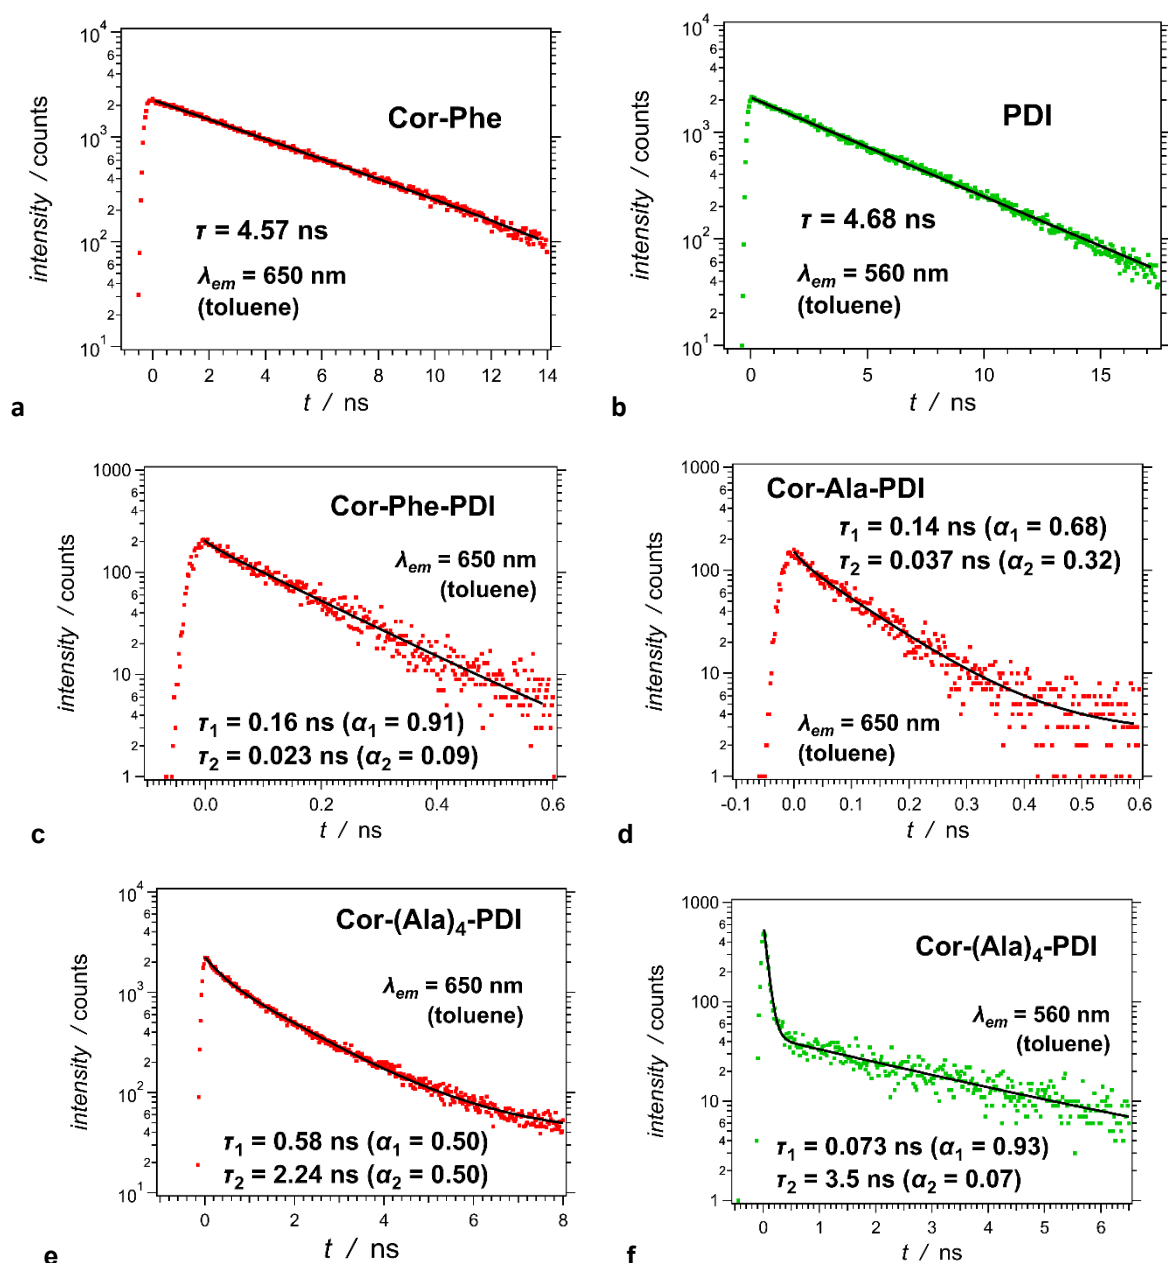 10⁴
6
4
2
10³
6
4
2
10²
6
4
2
10¹
intensity / counts
Cor-Phe
τ = 4.57 ns
λem = 650 nm
(toluene)
0 2 4 6 8 10 12 14
t / ns
a
10⁴
6
4
2
10³
6
4
2
10²
6
4
2
10¹
intensity / counts
PDI
τ = 4.68 ns
λem = 560 nm
(toluene)
0 5 10 15
t / ns
b
1000
6
4
2
100
6
4
2
10
6
4
2
1
intensity / counts
Cor-Phe-PDI
λem = 650 nm
(toluene)
τ1 = 0.16 ns (α1 = 0.91)
τ2 = 0.023 ns (α2 = 0.09)
0.0 0.2 0.4 0.6
t / ns
c
1000
6
4
2
100
6
4
2
10
6
4
2
1
intensity / counts
Cor-Ala-PDI
τ1 = 0.14 ns (α1 = 0.68)
τ2 = 0.037 ns (α2 = 0.32)
λem = 650 nm
(toluene)
-0.1 0.0 0.1 0.2 0.3 0.4 0.5 0.6
t / ns
d
10⁴
6
4
2
10³
6
4
2
10²
6
4
2
10¹
intensity / counts
Cor-(Ala)4-PDI
λem = 650 nm
(toluene)
τ1 = 0.58 ns (α1 = 0.50)
τ2 = 2.24 ns (α2 = 0.50)
0 2 4 6 8
t / ns
e
1000
6
4
2
100
6
4
2
10
6
4
2
1
intensity / counts
Cor-(Ala)4-PDI
λem = 560 nm
(toluene)
τ1 = 0.073 ns (α1 = 0.93)
τ2 = 3.5 ns (α2 = 0.07)
0 1 2 3 4 5 6
t / ns
f